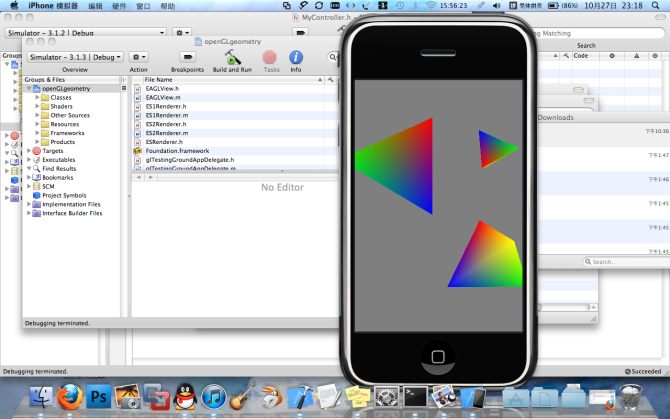 iPhone 模拟器 文件 编辑 硬件 窗口 帮助
15:56:23 简体拼音 (86%) 10月27日 23:18
MyController.h
Simulator - 3.1.3 | Debug
ng Matching
Search
Code
openGLgeometry
Simulator - 3.1.2 | Debug
Overview
Action
Breakpoints
Build and Run
Tasks
Info
Groups & Files
openGLgeometry
Classes
Shaders
Other Sources
Resources
Frameworks
Products
Targets
Executables
Find Results
Bookmarks
SCM
Project Symbols
Implementation Files
Interface Builder Files
File Name
EAGLView.h
EAGLView.m
ES1Renderer.h
ES1Renderer.m
ES2Renderer.h
ES2Renderer.m
ESRenderer.h
Foundation.framework
glTestingGroundAppDelegate.h
glTestingGroundAppDelegate.m
No Editor
Debugging terminated.
Downloads
下午10:36
下午1:47
下午1:46
下午1:45
下午1:45
下午1:45
Search...
Debugging terminated.
Succeeded
Ps